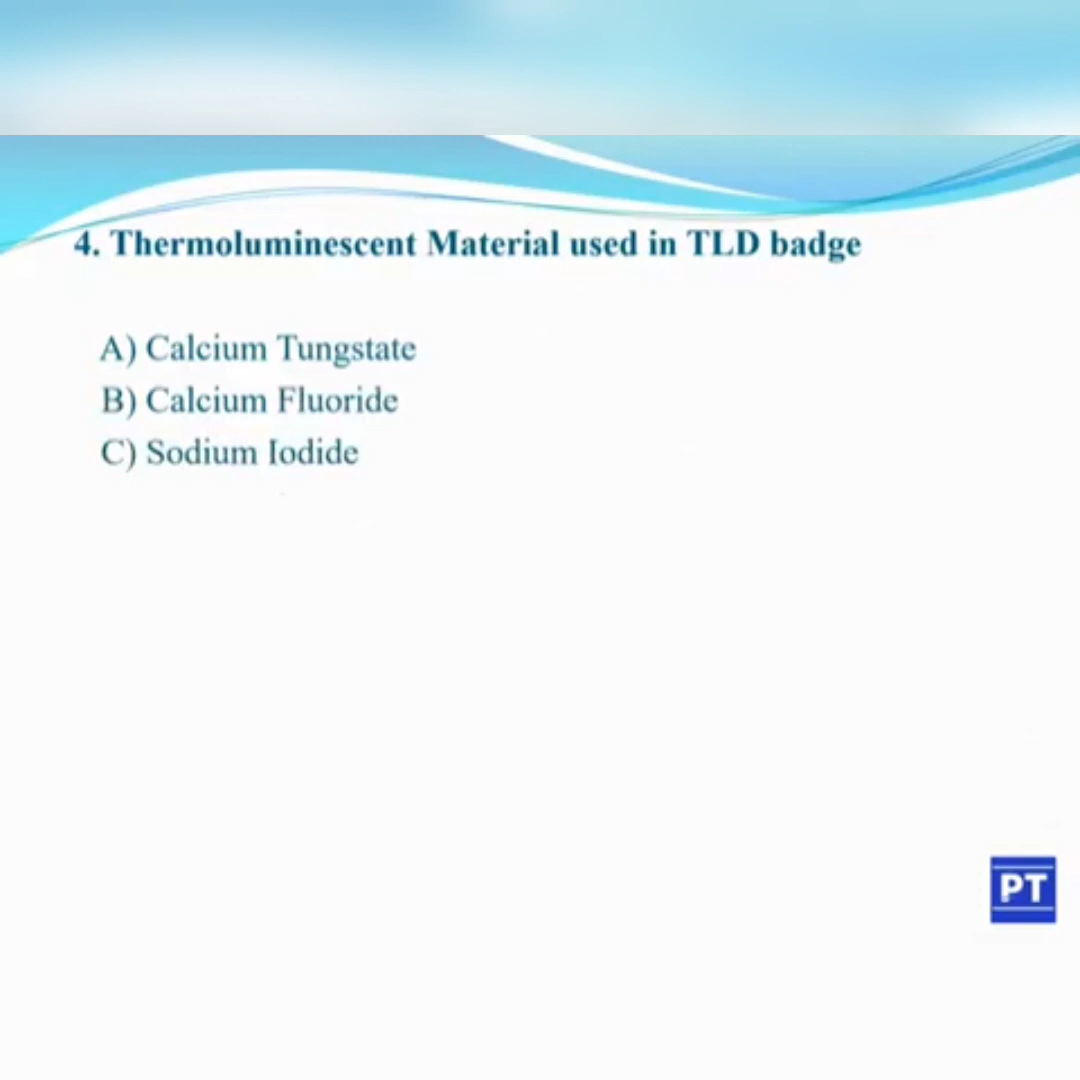 4. Thermoluminescent Material used in TLD badge
A) Calcium Tungstate
B) Calcium Fluoride
C) Sodium Iodide
PT